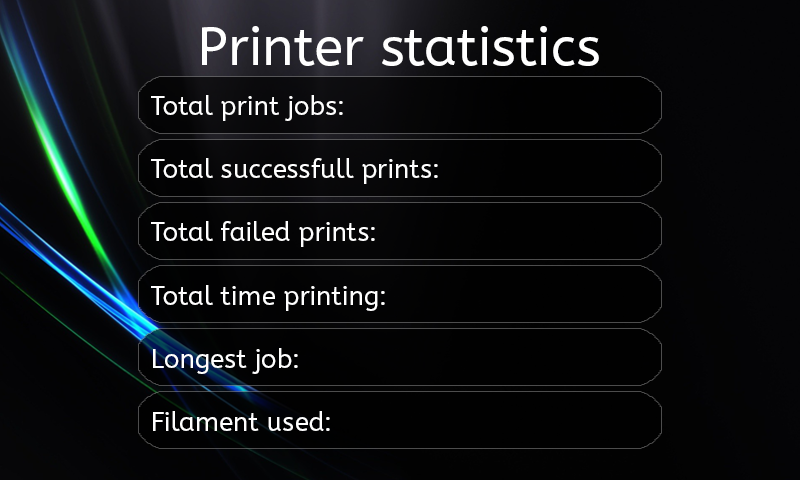 Printer statistics
Total print jobs:
Total successfull prints:
Total failed prints:
Total time printing:
Longest job:
Filament used: